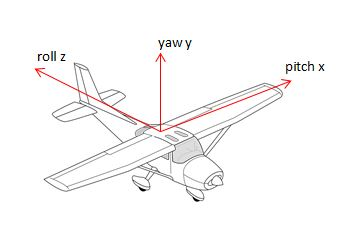 yaw y
roll z
pitch x